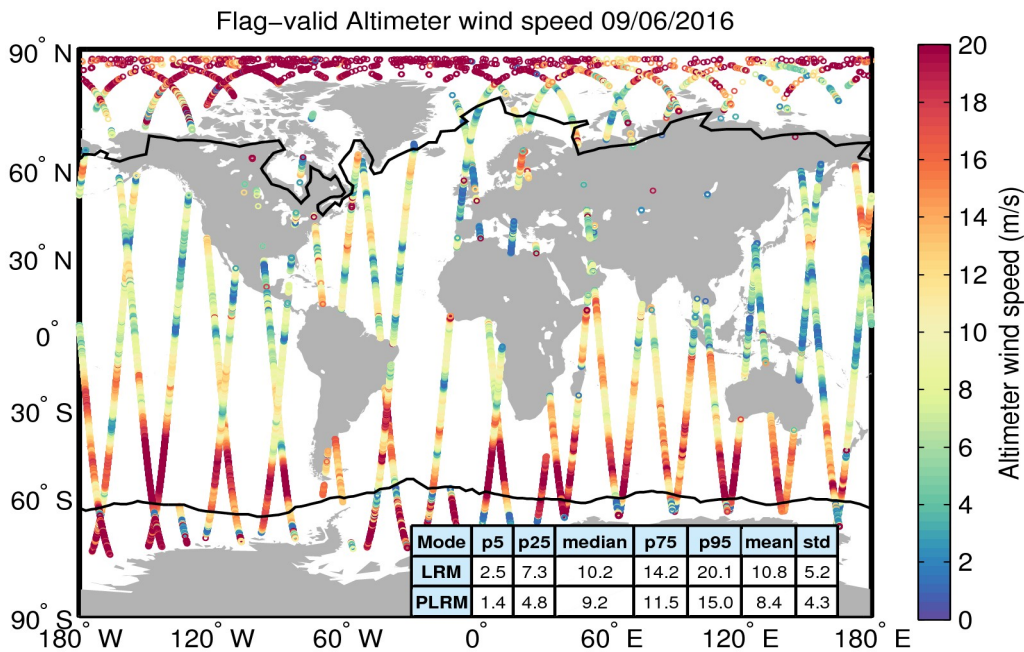 Flag−valid Altimeter wind speed 09/06/2016
90° N
60° N
30° N
0°
30° S
60° S
90° S
180° W
120° W
60° W
0°
60° E
120° E
180° E
Mode p5 p25 median p75 p95 mean std
LRM 2.5 7.3 10.2 14.2 20.1 10.8 5.2
PLRM 1.4 4.8 9.2 11.5 15.0 8.4 4.3
20
18
16
14
12
10
8
6
4
2
0
Altimeter wind speed (m/s)